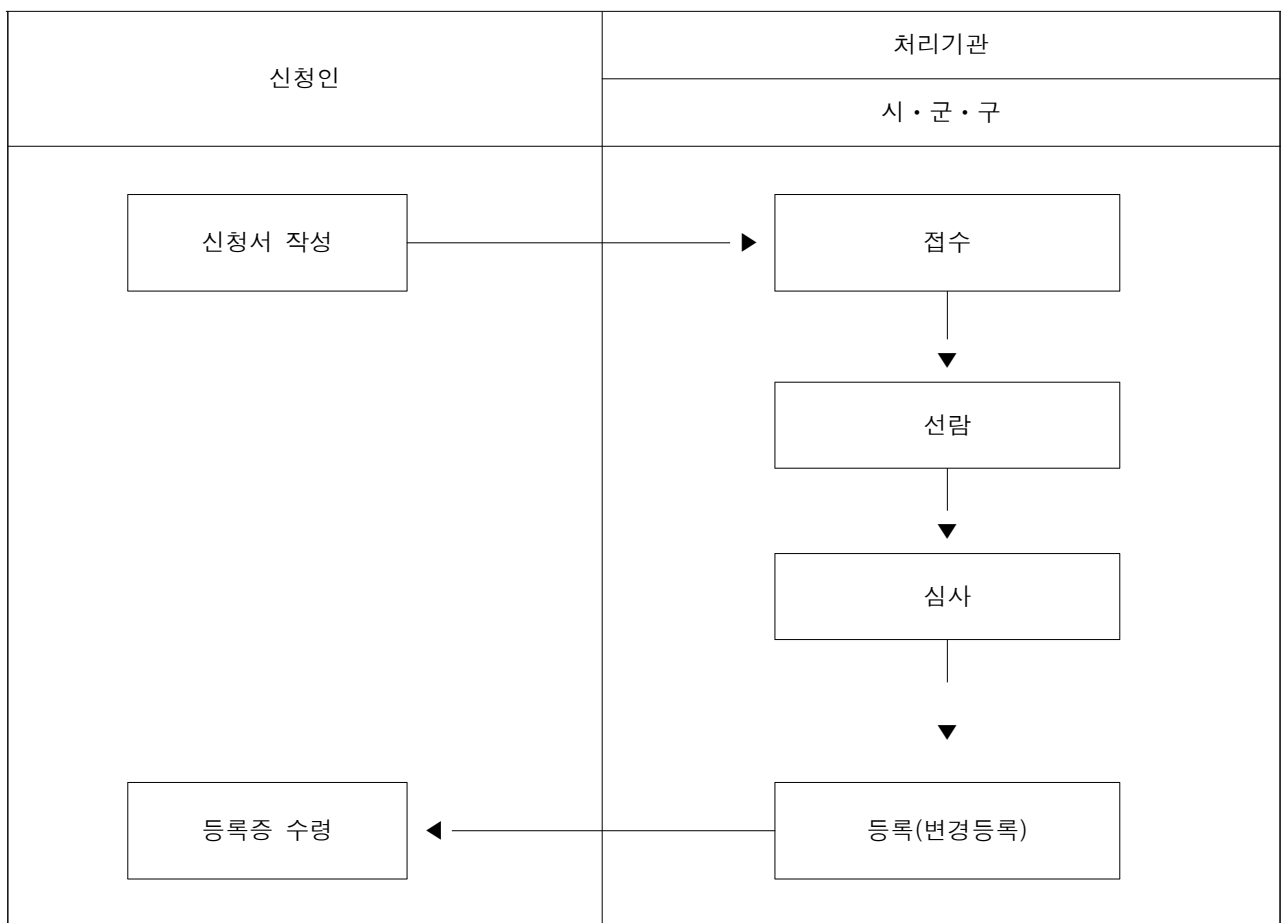 신청인
처리기관
시・군・구
신청서 작성
접수
선람
심사
등록증 수령
등록(변경등록)